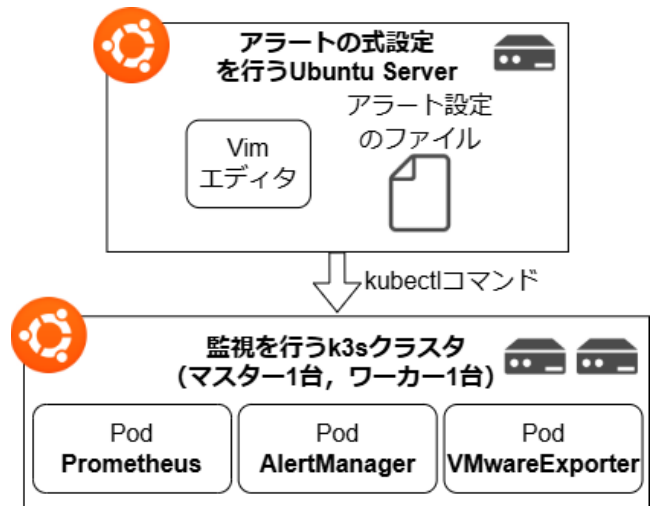 アラートの式設定
を行うUbuntu Server
アラート設定
のファイル
Vim
エディタ
kubectlコマンド
監視を行うk3sクラスタ
（マスター1台，ワーカー1台）
Pod
Prometheus
Pod
AlertManager
Pod
VMwareExporter